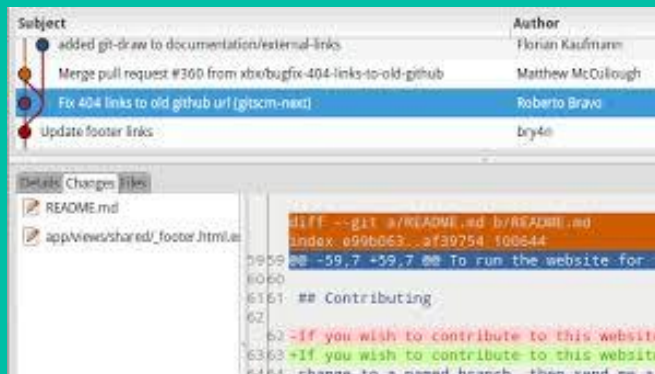 Subject Author
added git-draw to documentation/external-links Florian Kaufmann
Merge pull request #360 from xbx/bugfix-404-links-to-old-github Matthew McCullough
Fix 404 links to old github url (gitscm-next) Roberto Bravo
Update footer links bry4n
Details Changes Files
README.md
app/views/shared/_footer.html.e
diff --git a/README.md b/README.md
index e99b063..af39754 100644
59 59 @@ -59,7 +59,7 @@ To run the website for
60 60
61 61 ## Contributing
62
62 -If you wish to contribute to this website
63 63 +If you wish to contribute to this website
64 64 change to a named branch, then send me a